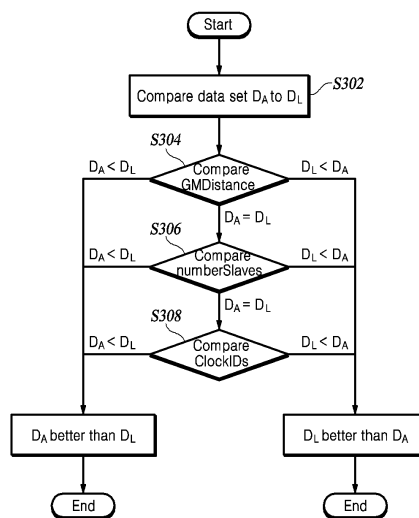 Start
Compare data set DA to DL
S302
S304
DA < DL
Compare
GMDistance
DL < DA
DA = DL
S306
DA < DL
Compare
numberSlaves
DL < DA
DA = DL
S308
DA < DL
Compare
ClockIDs
DL < DA
DA better than DL
DL better than DA
End
End